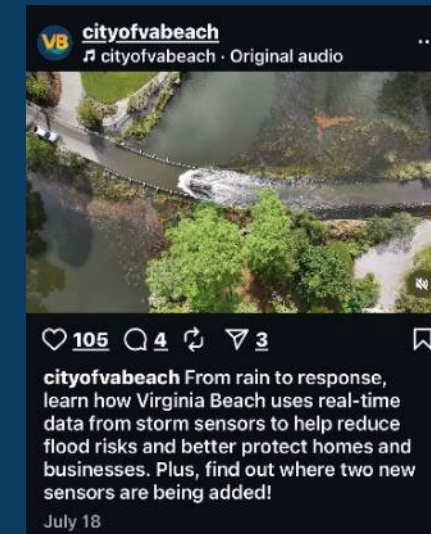 VB
cityofvabeach
cityofvabeach · Original audio
105 4 3
cityofvabeach From rain to response,
learn how Virginia Beach uses real-time
data from storm sensors to help reduce
flood risks and better protect homes and
businesses. Plus, find out where two new
sensors are being added!
July 18